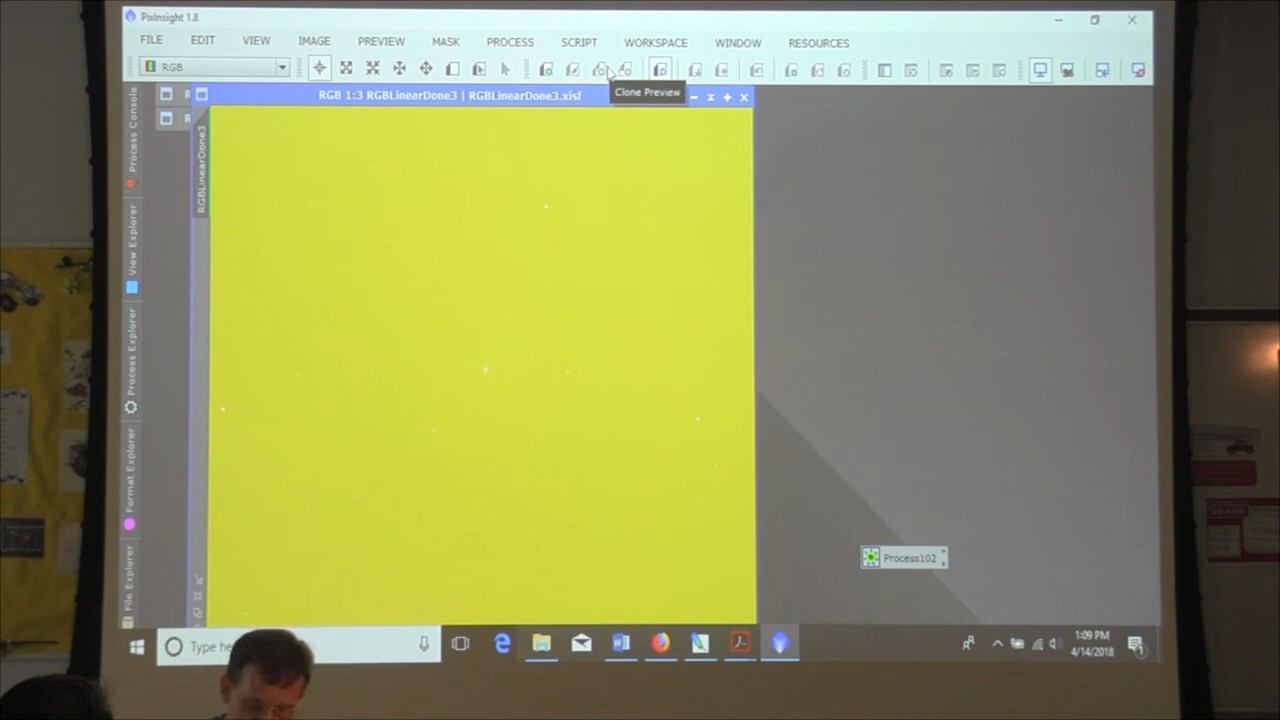 PixInsight 1.8
FILE EDIT VIEW IMAGE PREVIEW MASK PROCESS SCRIPT WORKSPACE WINDOW RESOURCES
RGB
Clone Preview
RGB 1:3 RGBLinearDone3 | RGBLinearDone3.xisf
R
R
RGBLinearDone3
Process Console
View Explorer
Process Explorer
Format Explorer
File Explorer
Process102
Type he
1:09 PM
4/14/2018
1